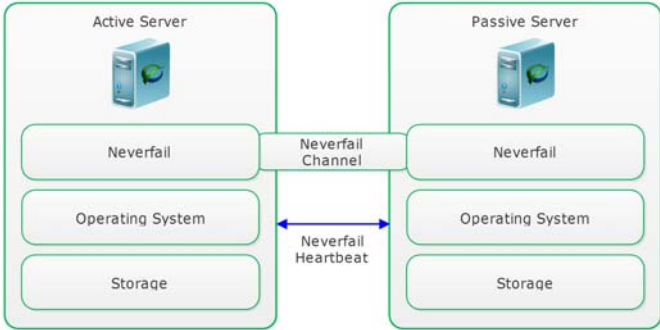 Active Server
Passive Server
Neverfail
Neverfail
Channel
Neverfail
Operating System
Operating System
Neverfail
Heartbeat
Storage
Storage